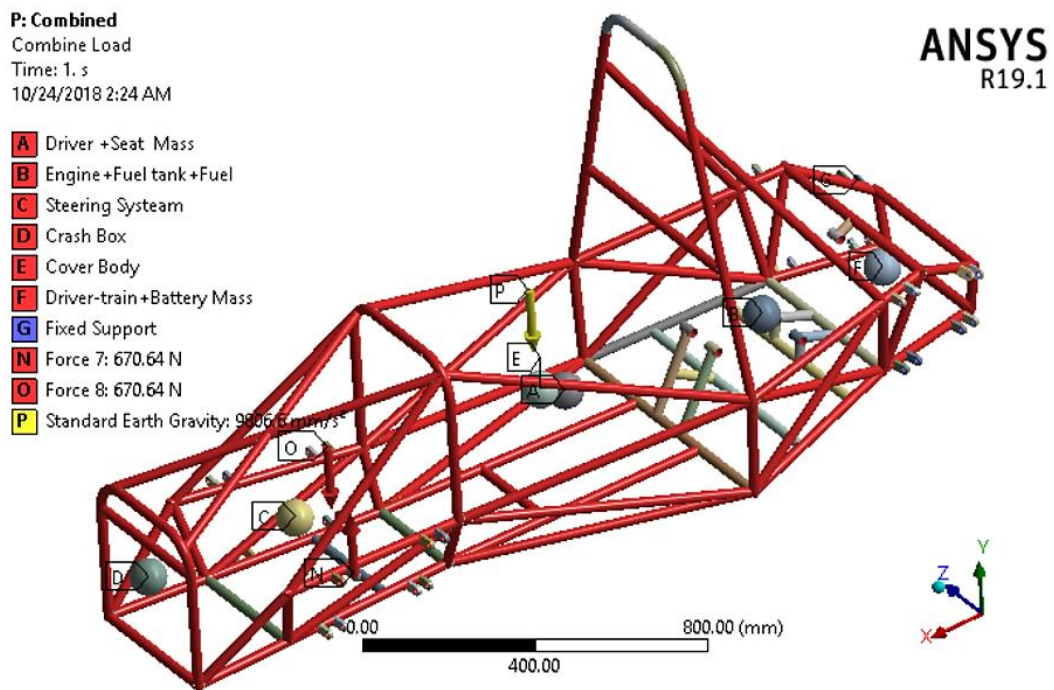 P: Combined
Combine Load
Time: 1. s
10/24/2018 2:24 AM
ANSYS
R19.1
A Driver +Seat Mass
B Engine+Fuel tank +Fuel
C Steering Systeam
D Crash Box
E Cover Body
F Driver-train+Battery Mass
G Fixed Support
N Force 7: 670.64 N
O Force 8: 670.64 N
P Standard Earth Gravity: 9806.6 mm/s²
G
F
P
B
E
A
O
C
N
D
Y
Z
X
0.00
800.00 (mm)
400.00